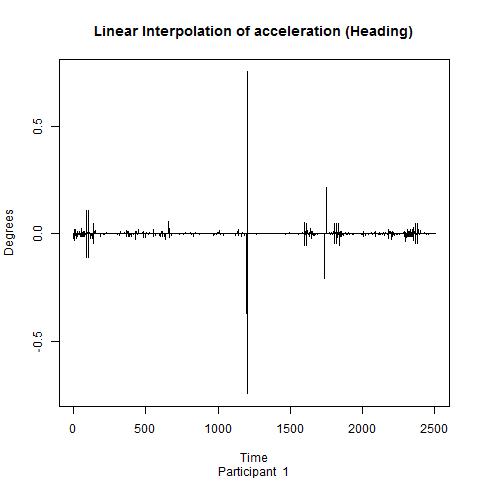 Linear Interpolation of acceleration (Heading)
Degrees
0.5
0.0
-0.5
0 500 1000 1500 2000 2500
Time
Participant 1